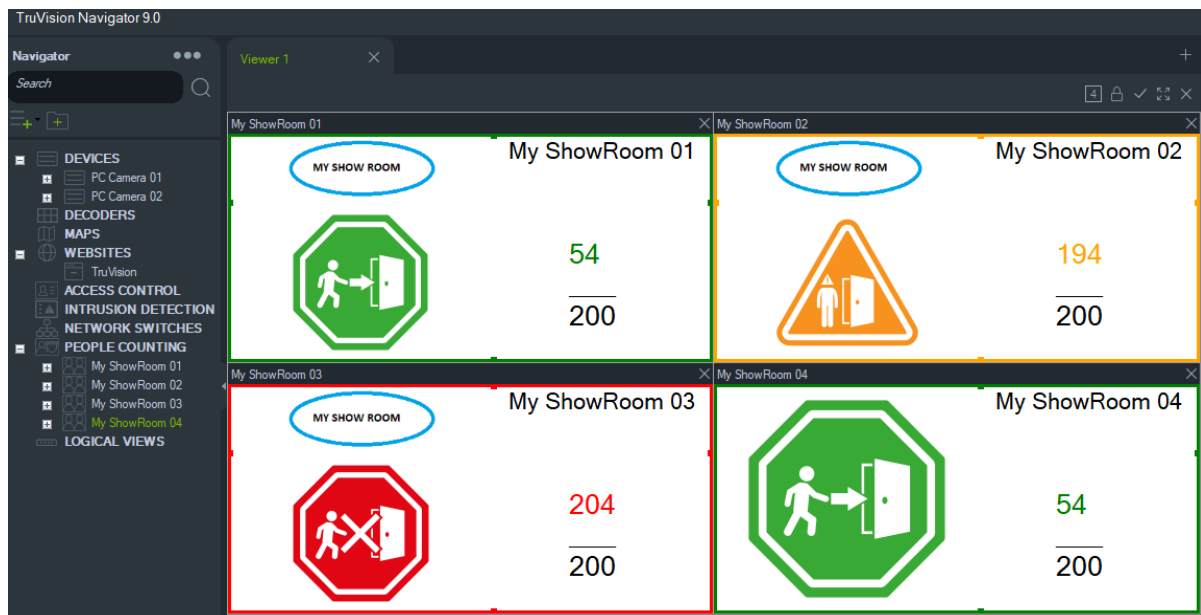 TruVision Navigator 9.0
Navigator
Search
DEVICES
PC Camera 01
PC Camera 02
DECODERS
MAPS
WEBSITES
TruVision
ACCESS CONTROL
INTRUSION DETECTION
NETWORK SWITCHES
PEOPLE COUNTING
My ShowRoom 01
My ShowRoom 02
My ShowRoom 03
My ShowRoom 04
LOGICAL VIEWS
Viewer 1
4
My ShowRoom 01
MY SHOW ROOM
My ShowRoom 01
54
200
My ShowRoom 02
MY SHOW ROOM
My ShowRoom 02
194
200
My ShowRoom 03
MY SHOW ROOM
My ShowRoom 03
204
200
My ShowRoom 04
My ShowRoom 04
54
200